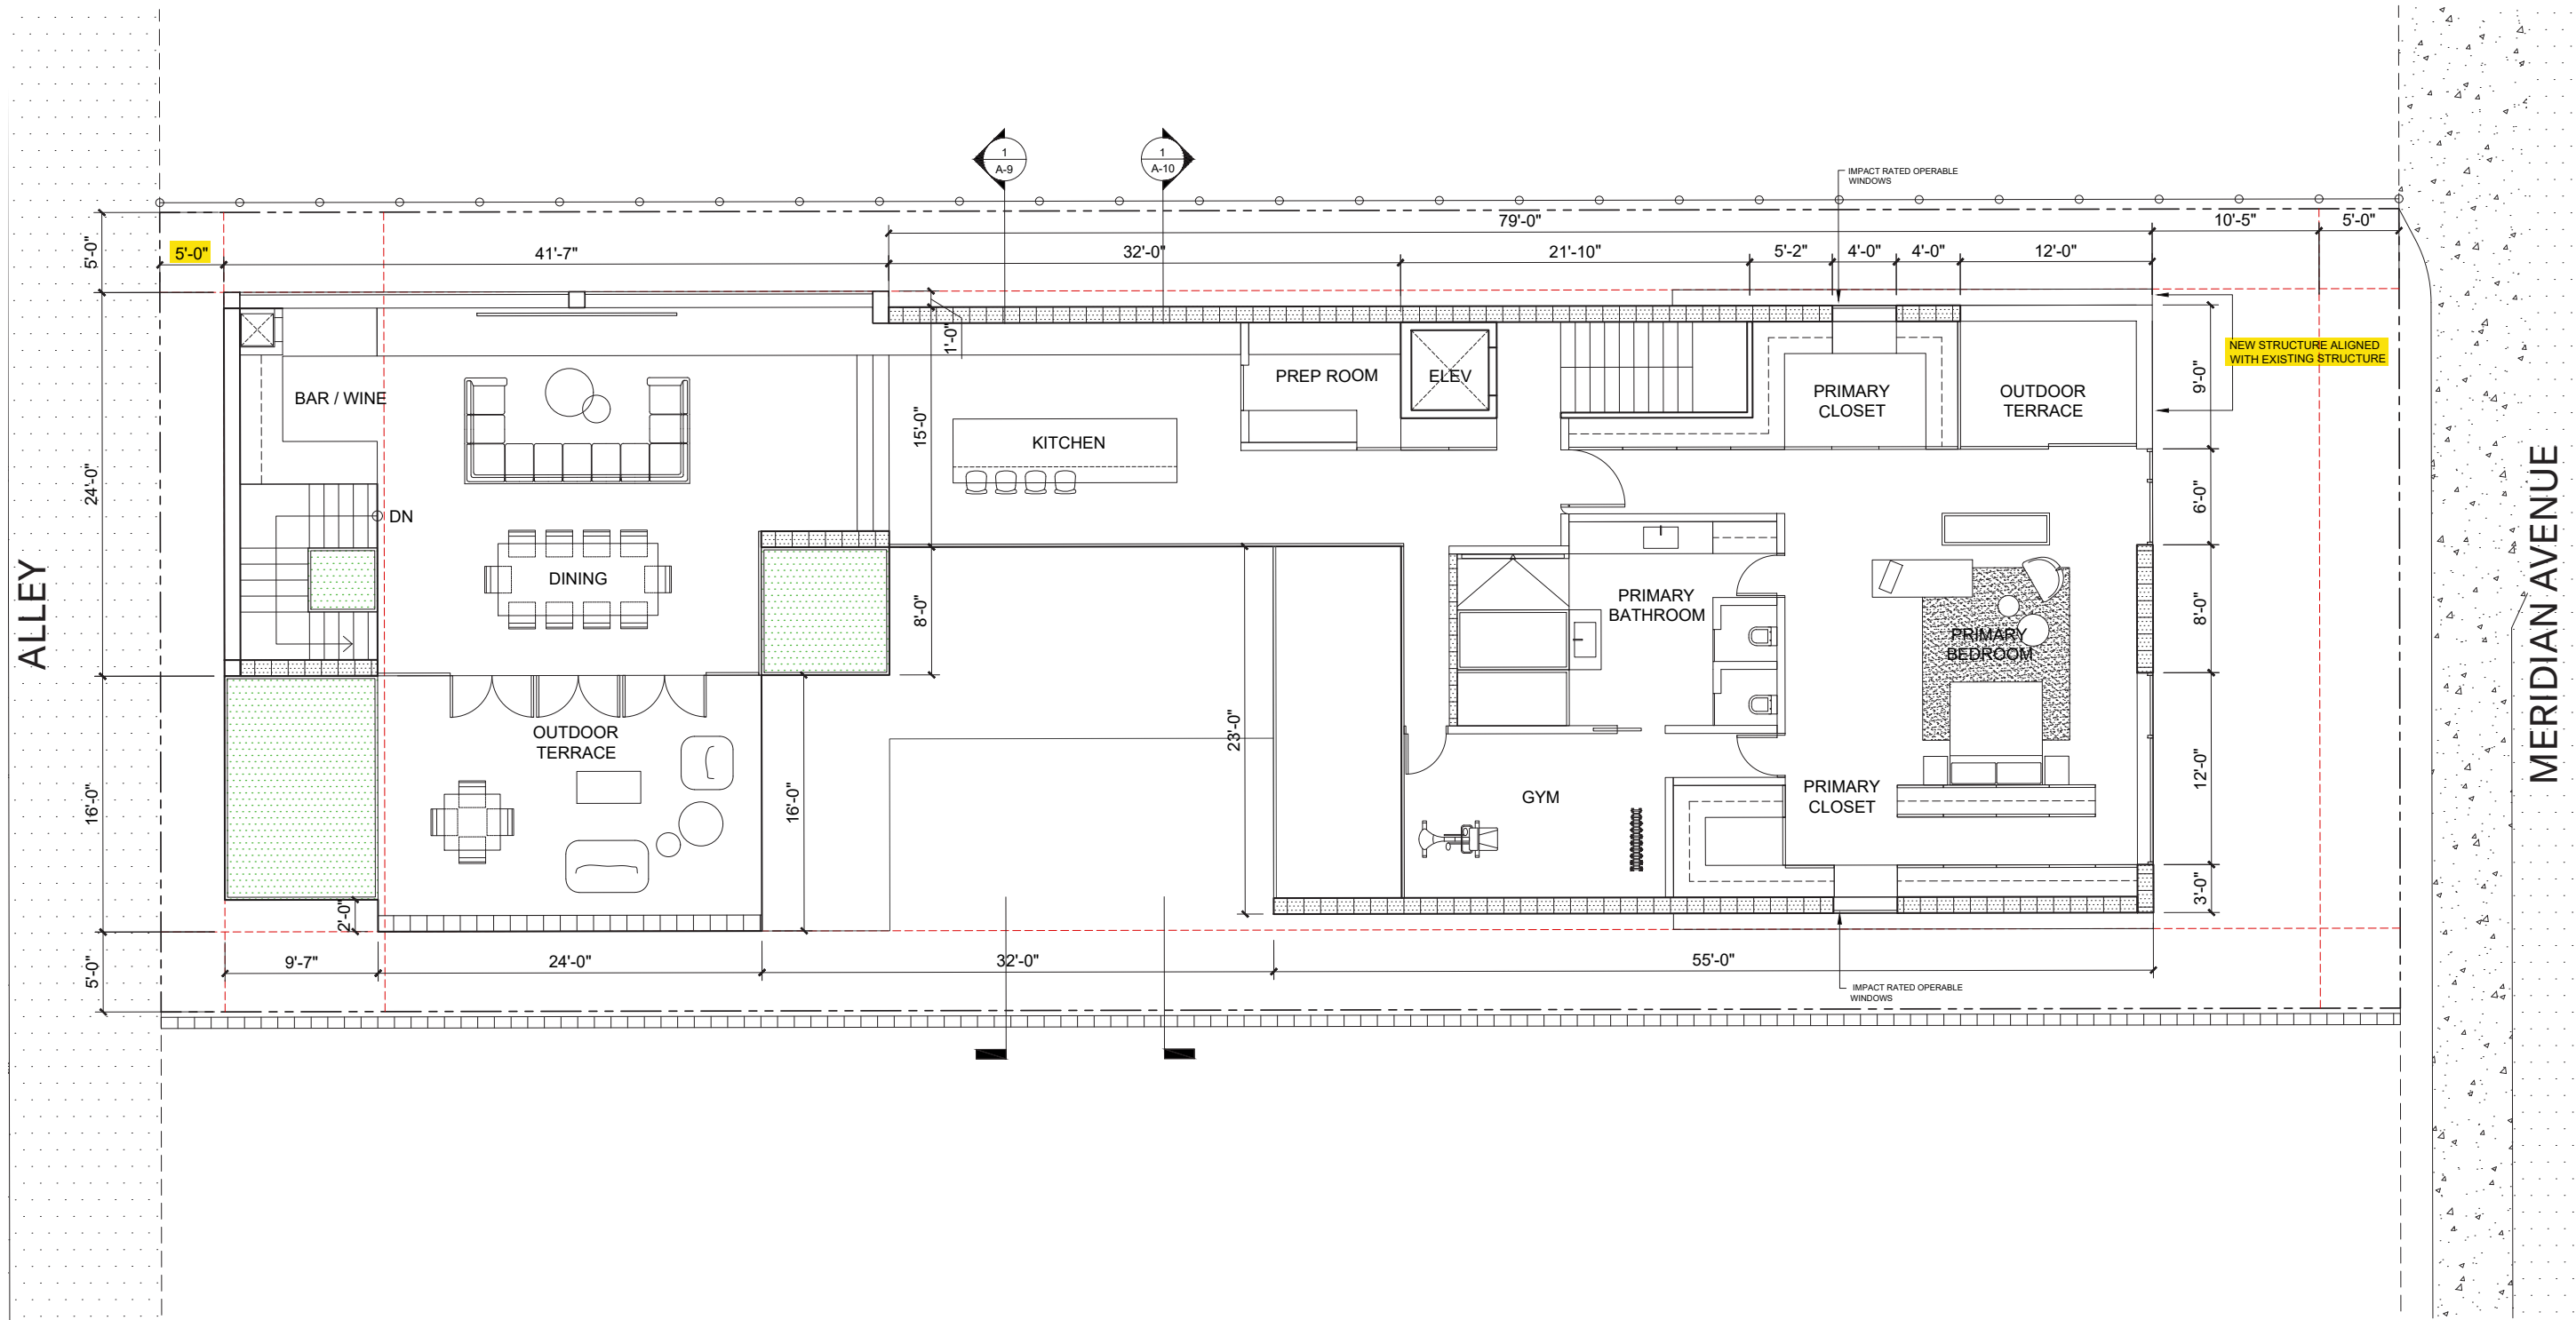 1
A-9
1
A-10
IMPACT RATED OPERABLE
WINDOWS
79'-0"
10'-5"
5'-0"
5'-0"
5'-0"
41'-7"
32'-0"
21'-10"
5'-2"
4'-0"
4'-0"
12'-0"
1'-0"
NEW STRUCTURE ALIGNED
WITH EXISTING STRUCTURE
9'-0"
BAR / WINE
PREP ROOM
ELEV
PRIMARY
CLOSET
OUTDOOR
TERRACE
KITCHEN
15'-0"
24'-0"
6'-0"
DN
ALLEY
MERIDIAN AVENUE
DINING
8'-0"
PRIMARY
BATHROOM
8'-0"
PRIMARY
BEDROOM
OUTDOOR
TERRACE
23'-0"
12'-0"
16'-0"
16'-0"
GYM
PRIMARY
CLOSET
3'-0"
2'-0"
5'-0"
9'-7"
24'-0"
32'-0"
55'-0"
IMPACT RATED OPERABLE
WINDOWS